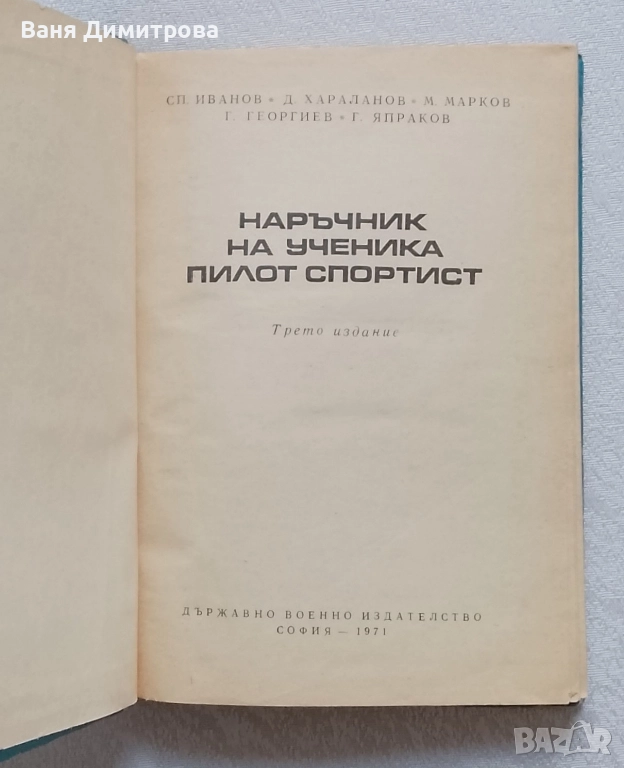 Ваня Димитрова
СП. ИВАНОВ • Д. ХАРАЛАНОВ • М. МАРКОВ
Г. ГЕОРГИЕВ • Г. ЯПРАКОВ
НАРЪЧНИК
НА УЧЕНИКА
ПИЛОТ СПОРТИСТ
Трето издание
ДЪРЖАВНО ВОЕННО ИЗДАТЕЛСТВО
СОФИЯ — 1971
BAZAR